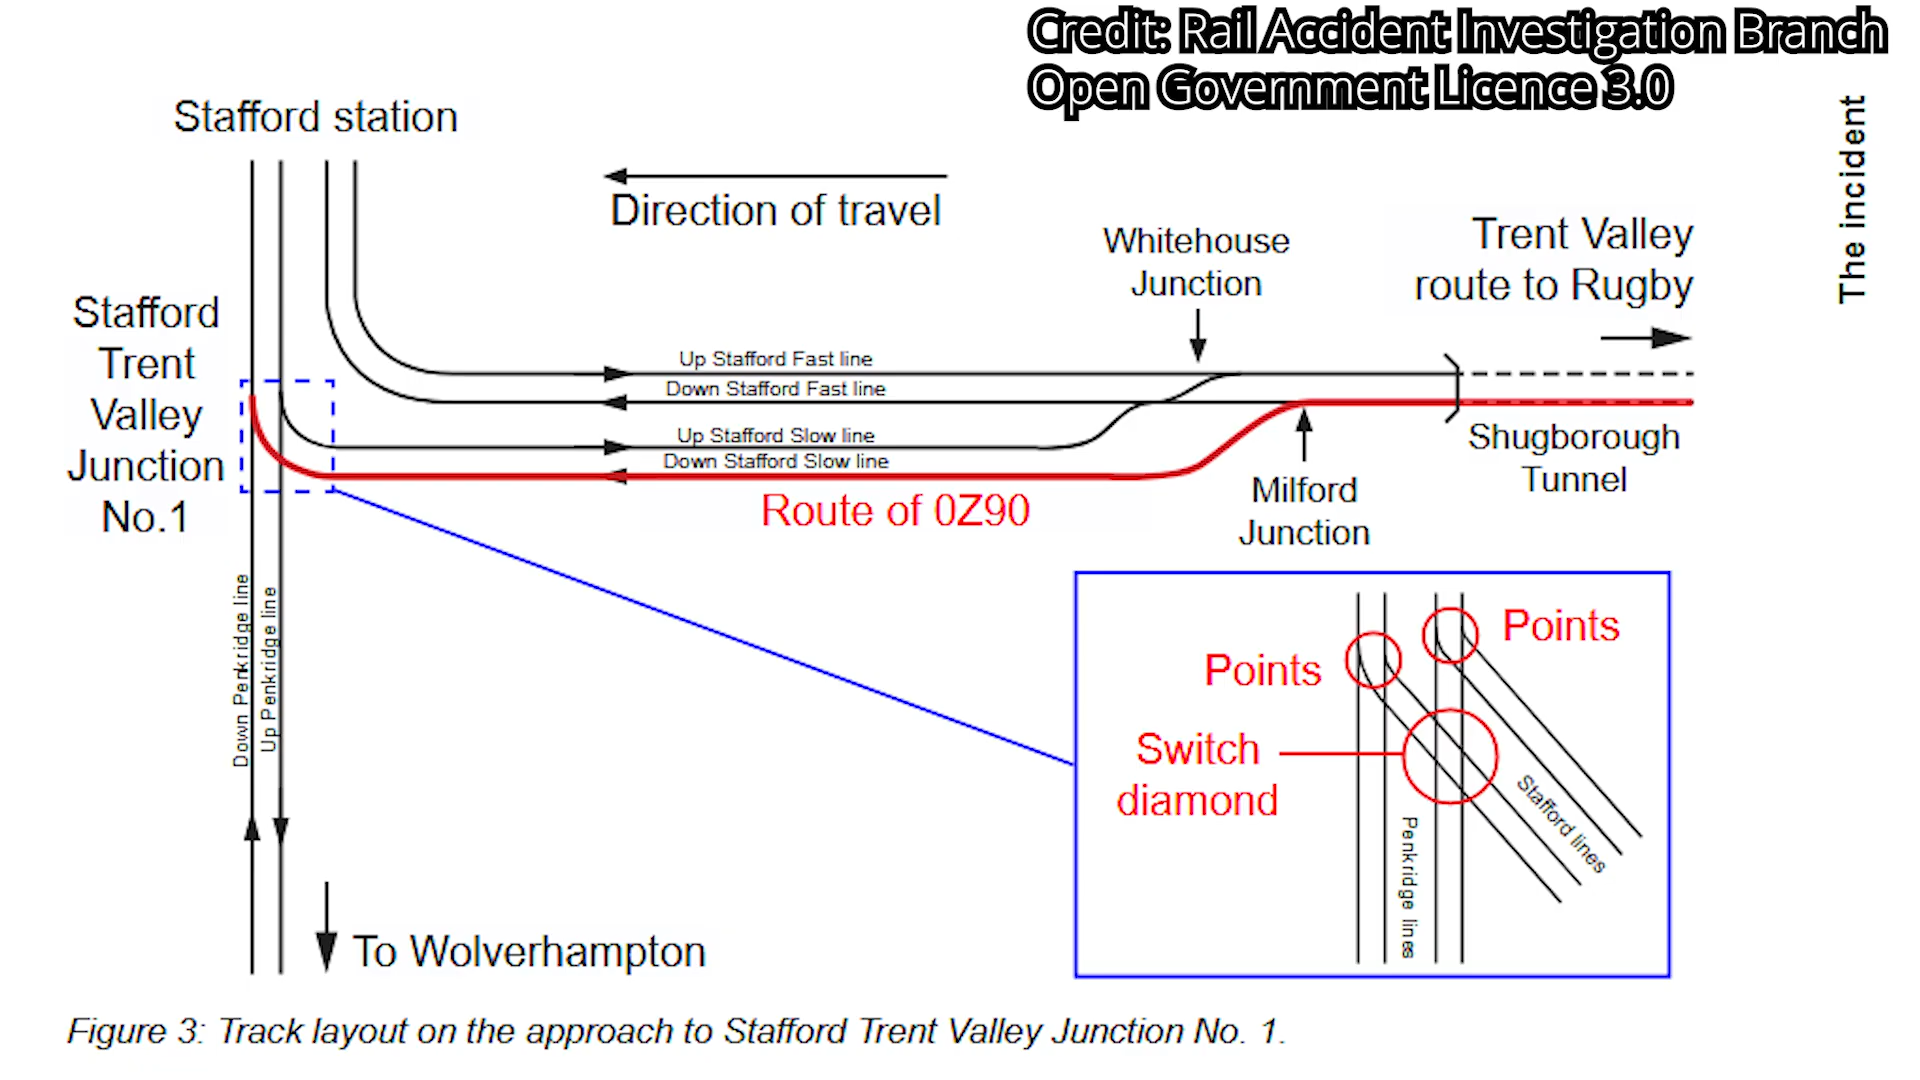 Credit: Rail Accident Investigation Branch
Open Government Licence 3.0
The incident
Stafford station
Direction of travel
Whitehouse
Junction
Trent Valley
route to Rugby
Stafford
Trent
Valley
Junction
No.1
Up Stafford Fast line
Down Stafford Fast line
Up Stafford Slow line
Down Stafford Slow line
Route of 0Z90
Milford
Junction
Shugborough
Tunnel
Down Penkridge line
Up Penkridge line
To Wolverhampton
Points
Points
Switch
diamond
Stafford lines
Penkridge lines
Figure 3: Track layout on the approach to Stafford Trent Valley Junction No. 1.